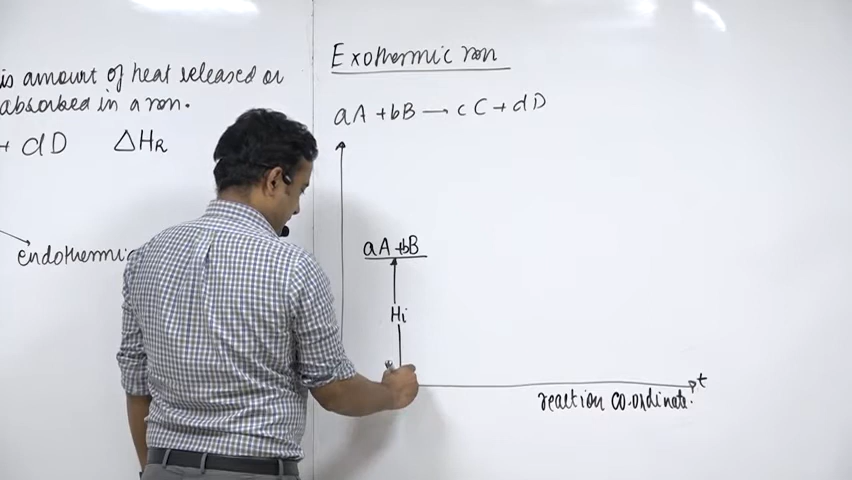 is amount of heat released or
absorbed in a rxn.
+ dD ΔHR
endothermic
Exothermic rxn
aA + bB → cC + dD
aA + bB
Hi
t
reaction co-ordinate.